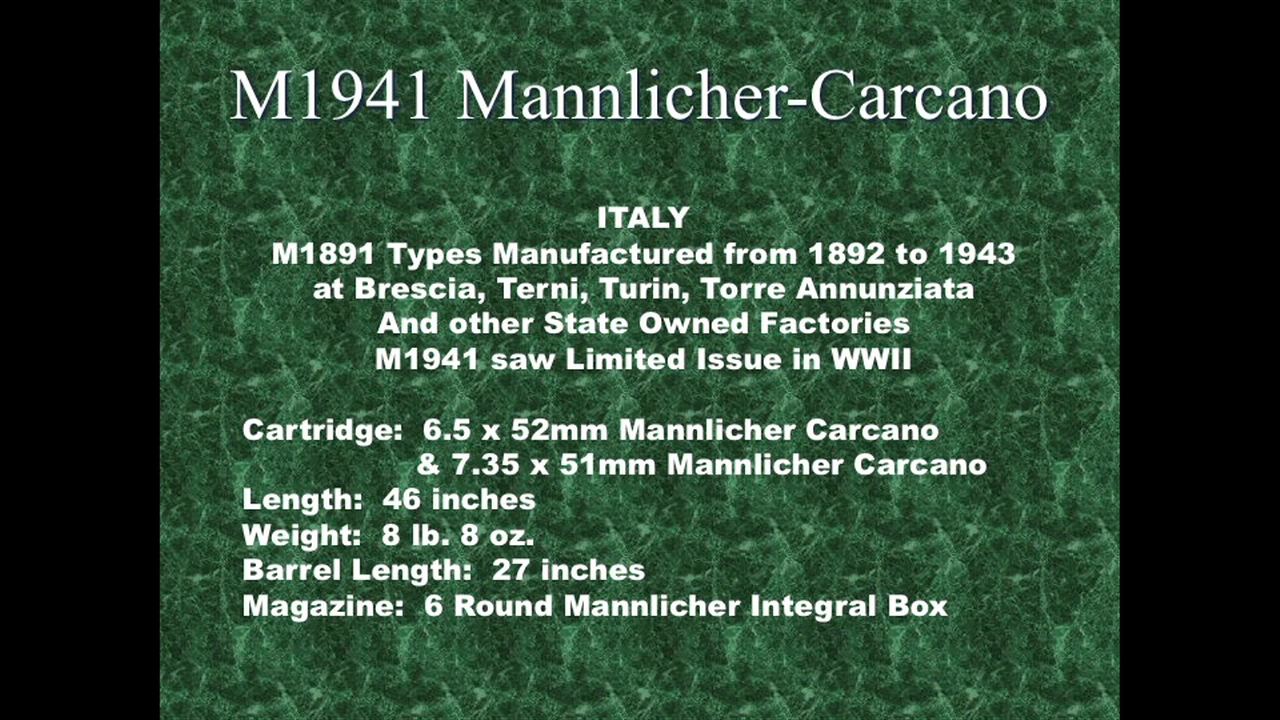 M1941 Mannlicher-Carcano
ITALY
M1891 Types Manufactured from 1892 to 1943
at Brescia, Terni, Turin, Torre Annunziata
And other State Owned Factories
M1941 saw Limited Issue in WWII
Cartridge: 6.5 x 52mm Mannlicher Carcano
& 7.35 x 51mm Mannlicher Carcano
Length: 46 inches
Weight: 8 lb. 8 oz.
Barrel Length: 27 inches
Magazine: 6 Round Mannlicher Integral Box